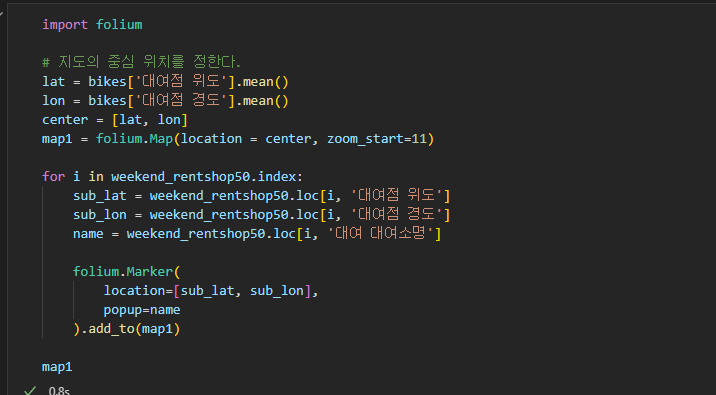 import folium
# 지도의 중심 위치를 정한다.
lat = bikes['대여점 위도'].mean()
lon = bikes['대여점 경도'].mean()
center = [lat, lon]
map1 = folium.Map(location = center, zoom_start=11)
for i in weekend_rentshop50.index:
    sub_lat = weekend_rentshop50.loc[i, '대여점 위도']
    sub_lon = weekend_rentshop50.loc[i, '대여점 경도']
    name = weekend_rentshop50.loc[i, '대여 대여소명']
    folium.Marker(
        location=[sub_lat, sub_lon],
        popup=name
    ).add_to(map1)
map1
0.8s